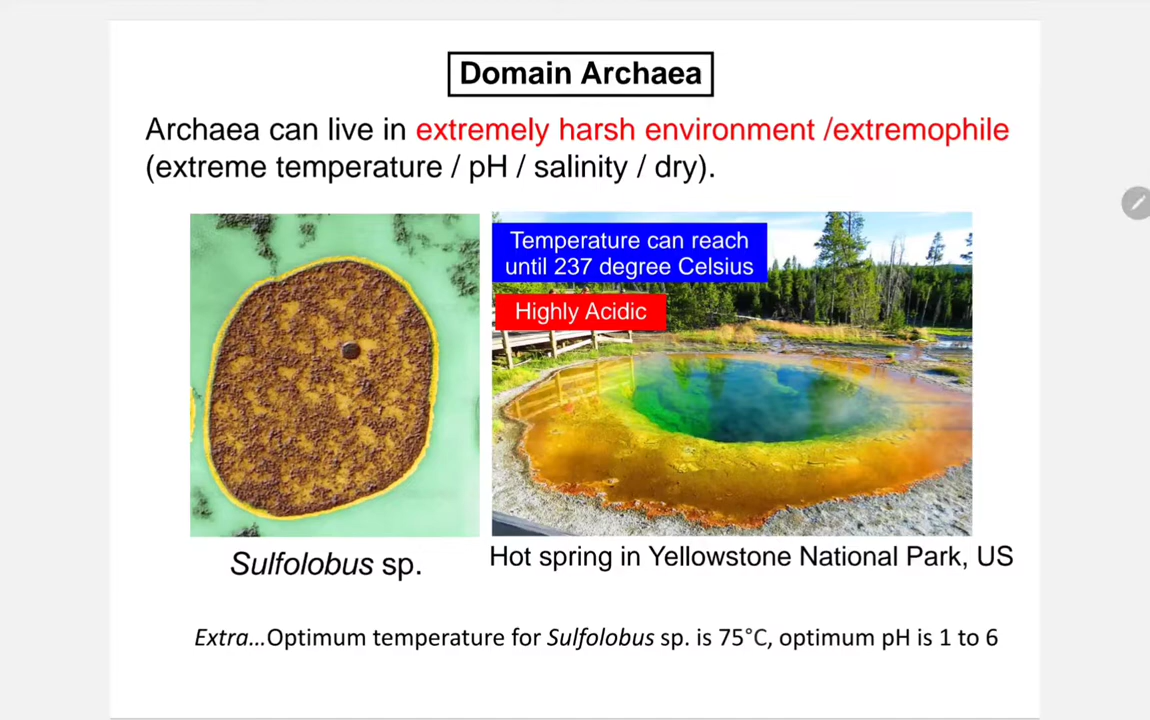 Domain Archaea
Archaea can live in extremely harsh environment /extremophile
(extreme temperature / pH / salinity / dry).
Temperature can reach
until 237 degree Celsius
Highly Acidic
Sulfolobus sp.
Hot spring in Yellowstone National Park, US
Extra...Optimum temperature for Sulfolobus sp. is 75°C, optimum pH is 1 to 6